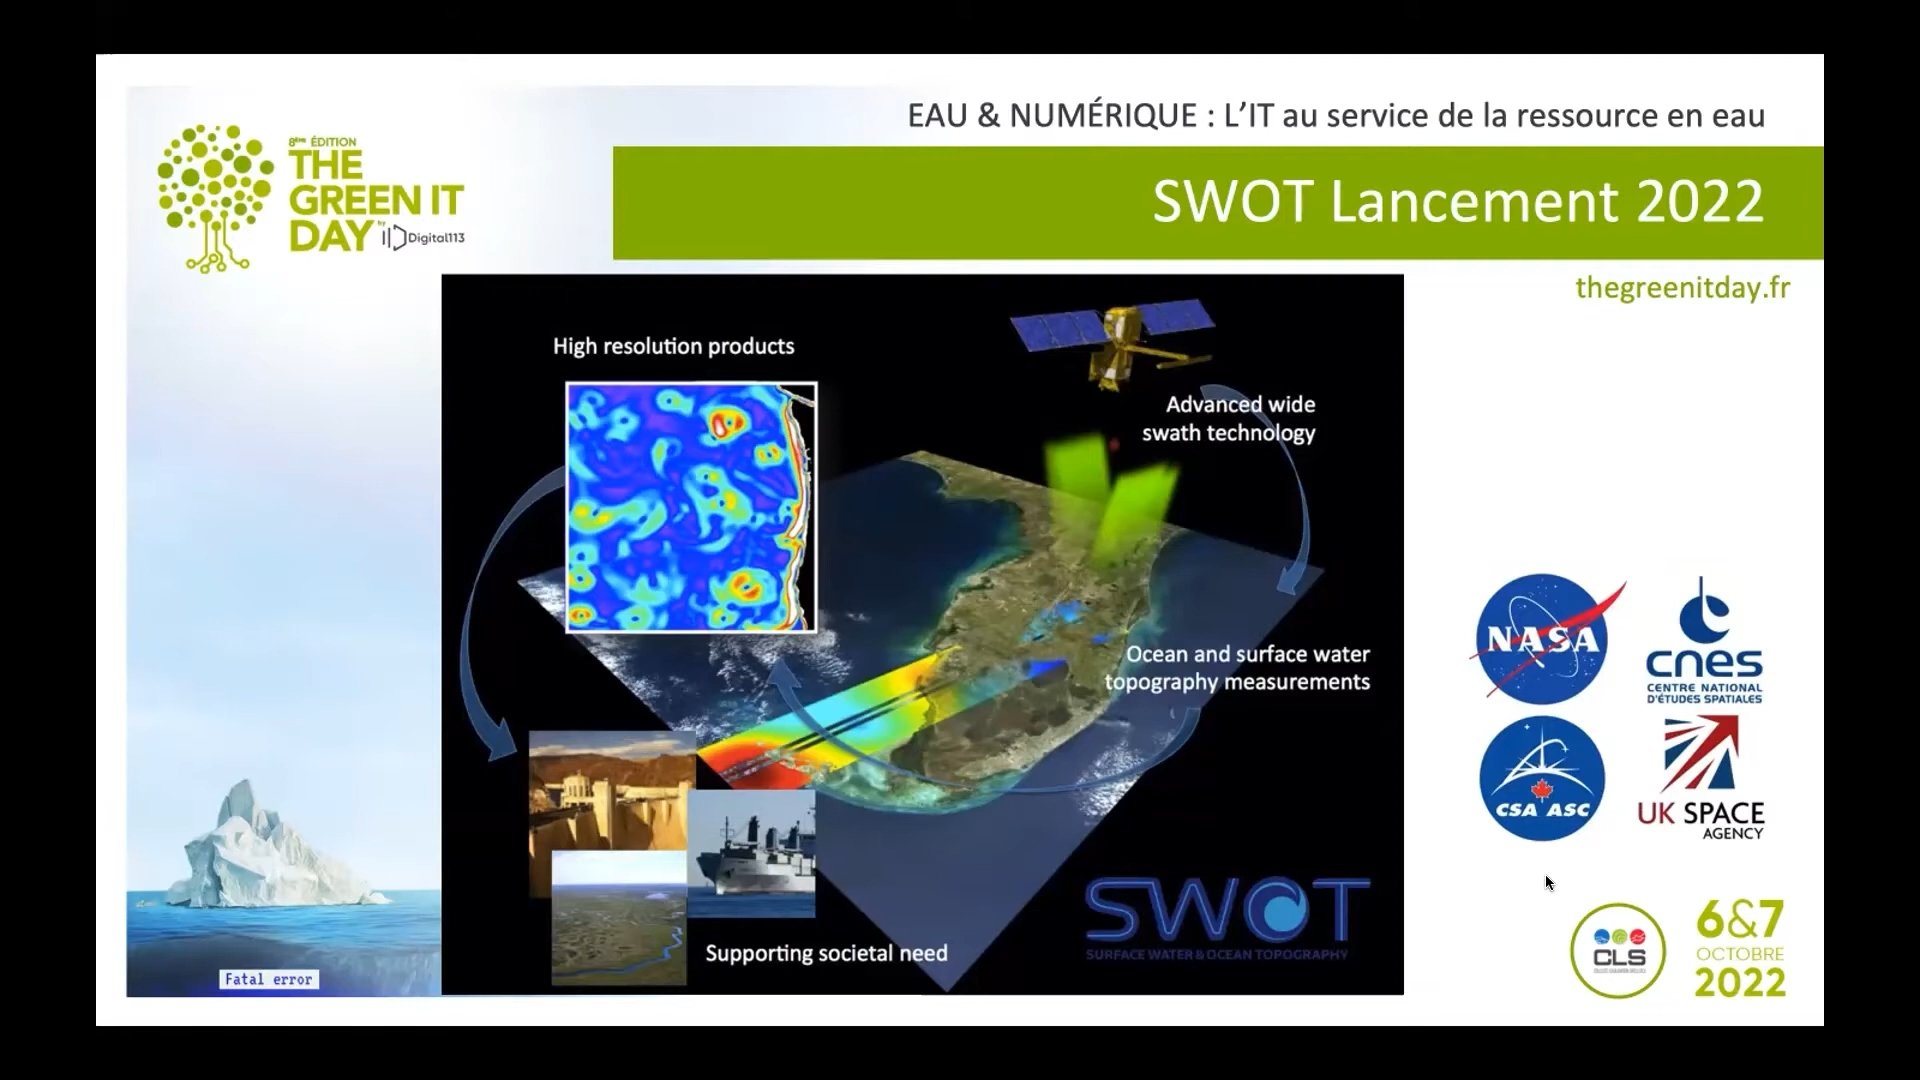 EAU & NUMÉRIQUE : L’IT au service de la ressource en eau
8ème ÉDITION
THE
GREEN IT
DAY by Digital113
SWOT Lancement 2022
thegreenitday.fr
High resolution products
Advanced wide
swath technology
Ocean and surface water
topography measurements
Supporting societal need
SWOT
SURFACE WATER & OCEAN TOPOGRAPHY
NASA
cnes
CENTRE NATIONAL
D'ÉTUDES SPATIALES
CSA ASC
UK SPACE
AGENCY
CLS
6&7
OCTOBRE
2022
Fatal error